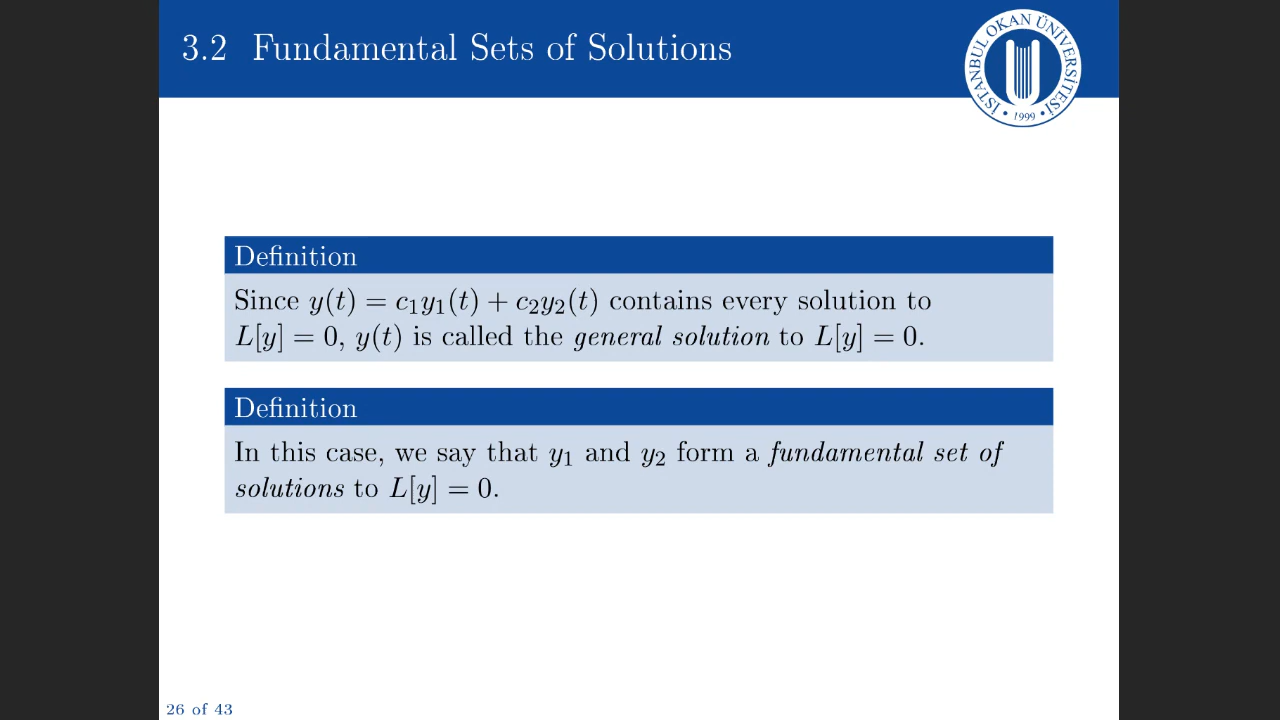 3.2 Fundamental Sets of Solutions
İSTANBUL OKAN ÜNİVERSİTESİ
• 1999 •
Definition
Since y(t) = c₁y₁(t) + c₂y₂(t) contains every solution to
L[y] = 0, y(t) is called the general solution to L[y] = 0.
Definition
In this case, we say that y₁ and y₂ form a fundamental set of
solutions to L[y] = 0.
26 of 43